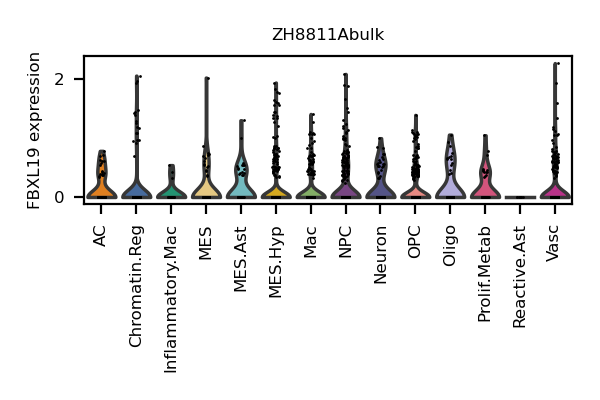 ZH8811Abulk
FBXL19 expression
2
0
AC
Chromatin.Reg
Inflammatory.Mac
MES
MES.Ast
MES.Hyp
Mac
NPC
Neuron
OPC
Oligo
Prolif.Metab
Reactive.Ast
Vasc